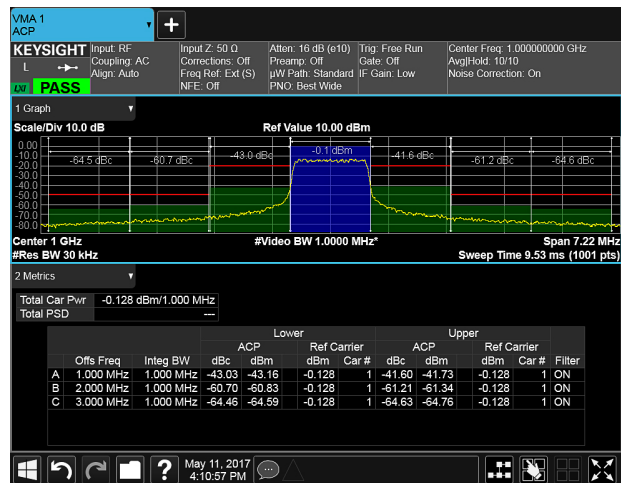 VMA 1
ACP
KEYSIGHT
L
LXI PASS
Input: RF
Coupling: AC
Align: Auto
Input Z: 50 Ω
Corrections: Off
Freq Ref: Ext (S)
NFE: Off
Atten: 16 dB (e10)
Preamp: Off
µW Path: Standard
PNO: Best Wide
Trig: Free Run
Gate: Off
IF Gain: Low
Center Freq: 1.000000000 GHz
Avg|Hold: 10/10
Noise Correction: On
1 Graph
Scale/Div 10.0 dB
Ref Value 10.00 dBm
0.00
-10.0
-20.0
-30.0
-40.0
-50.0
-60.0
-70.0
-80.0
-64.5 dBc
-60.7 dBc
-43.0 dBc
-0.1 dBm
-41.6 dBc
-61.2 dBc
-64.6 dBc
Center 1 GHz
#Video BW 1.0000 MHz*
Span 7.22 MHz
#Res BW 30 kHz
Sweep Time 9.53 ms (1001 pts)
2 Metrics
Total Car Pwr -0.128 dBm/1.000 MHz
Total PSD ---
Lower Upper
ACP Ref Carrier ACP Ref Carrier
Offs Freq Integ BW dBc dBm dBm Car # dBc dBm dBm Car # Filter
A 1.000 MHz 1.000 MHz -43.03 -43.16 -0.128 1 -41.60 -41.73 -0.128 1 ON
B 2.000 MHz 1.000 MHz -60.70 -60.83 -0.128 1 -61.21 -61.34 -0.128 1 ON
C 3.000 MHz 1.000 MHz -64.46 -64.59 -0.128 1 -64.63 -64.76 -0.128 1 ON
?
May 11, 2017
4:10:57 PM